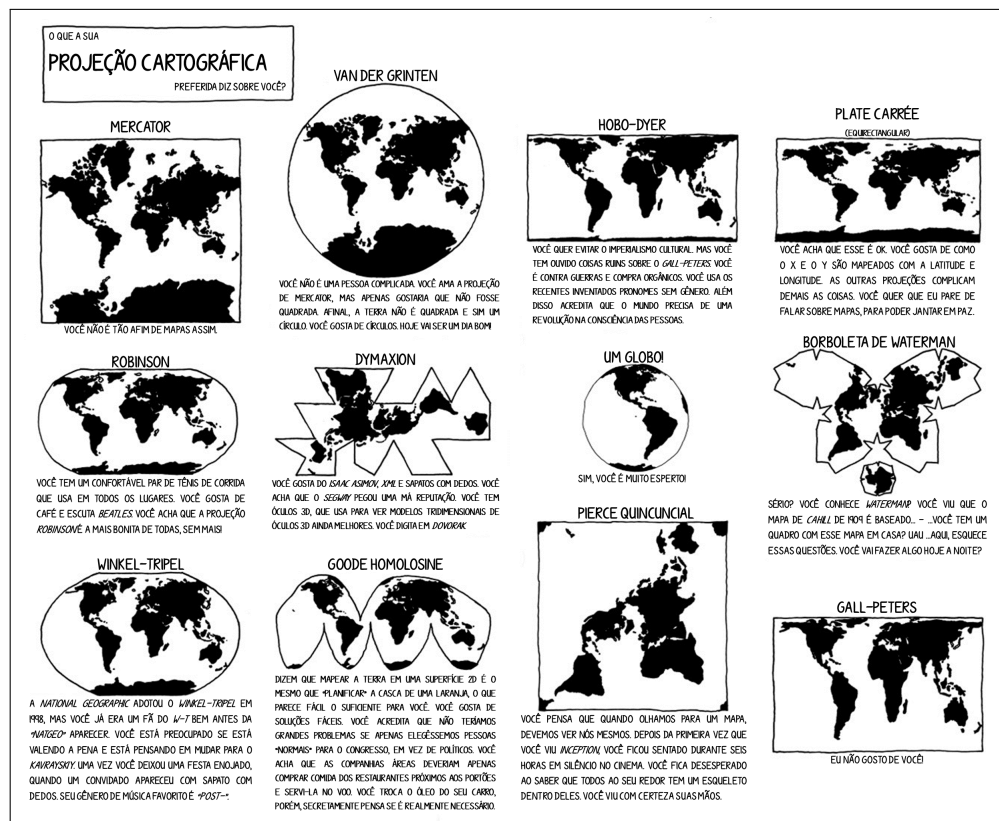 O QUE A SUA
PROJEÇÃO CARTOGRÁFICA
PREFERIDA DIZ SOBRE VOCÊ?
MERCATOR
VOCÊ NÃO É TÃO AFIM DE MAPAS ASSIM.
VAN DER GRINTEN
VOCÊ NÃO É UMA PESSOA COMPLICADA. VOCÊ AMA A PROJEÇÃO
DE MERCATOR, MAS APENAS GOSTARIA QUE NÃO FOSSE
QUADRADA. AFINAL, A TERRA NÃO É QUADRADA E SIM UM
CÍRCULO. VOCÊ GOSTA DE CÍRCULOS. HOJE VAI SER UM DIA BOM!
HOBO-DYER
VOCÊ QUER EVITAR O IMPERIALISMO CULTURAL. MAS VOCÊ
TEM OUVIDO COISAS RUINS SOBRE O GALL-PETERS. VOCÊ
É CONTRA GUERRAS E COMPRA ORGÂNICOS. VOCÊ USA OS
RECENTES INVENTADOS PRONOMES SEM GÊNERO. ALÉM
DISSO ACREDITA QUE O MUNDO PRECISA DE UMA
REVOLUÇÃO NA CONSCIÊNCIA DAS PESSOAS.
PLATE CARRÉE
(EQUIRECTANGULAR)
VOCÊ ACHA QUE ESSE É OK. VOCÊ GOSTA DE COMO
O X E O Y SÃO MAPEADOS COM A LATITUDE E
LONGITUDE. AS OUTRAS PROJEÇÕES COMPLICAM
DEMAIS AS COISAS. VOCÊ QUER QUE EU PARE DE
FALAR SOBRE MAPAS, PARA PODER JANTAR EM PAZ.
ROBINSON
VOCÊ TEM UM CONFORTÁVEL PAR DE TÊNIS DE CORRIDA
QUE USA EM TODOS OS LUGARES. VOCÊ GOSTA DE
CAFÉ E ESCUTA BEATLES. VOCÊ ACHA QUE A PROJEÇÃO
ROBINSON É A MAIS BONITA DE TODAS, SEM MAIS!
DYMAXION
VOCÊ GOSTA DO ISAAC ASIMOV, XML E SAPATOS COM DEDOS. VOCÊ
ACHA QUE O SEGWAY PEGOU UMA MÁ REPUTAÇÃO. VOCÊ TEM
ÓCULOS 3D, QUE USA PARA VER MODELOS TRIDIMENSIONAIS DE
ÓCULOS 3D AINDA MELHORES. VOCÊ DIGITA EM DOVORAK
UM GLOBO!
SIM, VOCÊ É MUITO ESPERTO!
BORBOLETA DE WATERMAN
SÉRIO? VOCÊ CONHECE WATERMAN? VOCÊ VIU QUE O
MAPA DE CAHILL DE 1909 É BASEADO... - ...VOCÊ TEM UM
QUADRO COM ESSE MAPA EM CASA? UAU ...AQUI, ESQUECE
ESSAS QUESTÕES. VOCÊ VAI FAZER ALGO HOJE A NOITE?
WINKEL-TRIPEL
A NATIONAL GEOGRAPHIC ADOTOU O WINKEL-TRIPEL EM
1998, MAS VOCÊ JÁ ERA UM FÃ DO W-T BEM ANTES DA
"NATGEO" APARECER. VOCÊ ESTÁ PREOCUPADO SE ESTÁ
VALENDO A PENA E ESTÁ PENSANDO EM MUDAR PARA O
KAVRAYSKIY. UMA VEZ VOCÊ DEIXOU UMA FESTA ENOJADO,
QUANDO UM CONVIDADO APARECEU COM SAPATO COM
DEDOS. SEU GÊNERO DE MÚSICA FAVORITO É "POST-".
GOODE HOMOLOSINE
DIZEM QUE MAPEAR A TERRA EM UMA SUPERFÍCIE 2D É O
MESMO QUE "PLANIFICAR" A CASCA DE UMA LARANJA, O QUE
PARECE FÁCIL O SUFICIENTE PARA VOCÊ. VOCÊ GOSTA DE
SOLUÇÕES FÁCEIS. VOCÊ ACREDITA QUE NÃO TERÍAMOS
GRANDES PROBLEMAS SE APENAS ELEGÊSSEMOS PESSOAS
"NORMAIS" PARA O CONGRESSO, EM VEZ DE POLÍTICOS. VOCÊ
ACHA QUE AS COMPANHIAS ÁREAS DEVERIAM APENAS
COMPRAR COMIDA DOS RESTAURANTES PRÓXIMOS AOS PORTÕES
E SERVI-LA NO VOO. VOCÊ TROCA O ÓLEO DO SEU CARRO,
PORÉM, SECRETAMENTE PENSA SE É REALMENTE NECESSÁRIO.
PIERCE QUINCUNCIAL
VOCÊ PENSA QUE QUANDO OLHAMOS PARA UM MAPA,
DEVEMOS VER NÓS MESMOS. DEPOIS DA PRIMEIRA VEZ QUE
VOCÊ VIU INCEPTION, VOCÊ FICOU SENTADO DURANTE SEIS
HORAS EM SILÊNCIO NO CINEMA. VOCÊ FICA DESESPERADO
AO SABER QUE TODOS AO SEU REDOR TEM UM ESQUELETO
DENTRO DELES. VOCÊ VIU COM CERTEZA SUAS MÃOS.
GALL-PETERS
EU NÃO GOSTO DE VOCÊ!